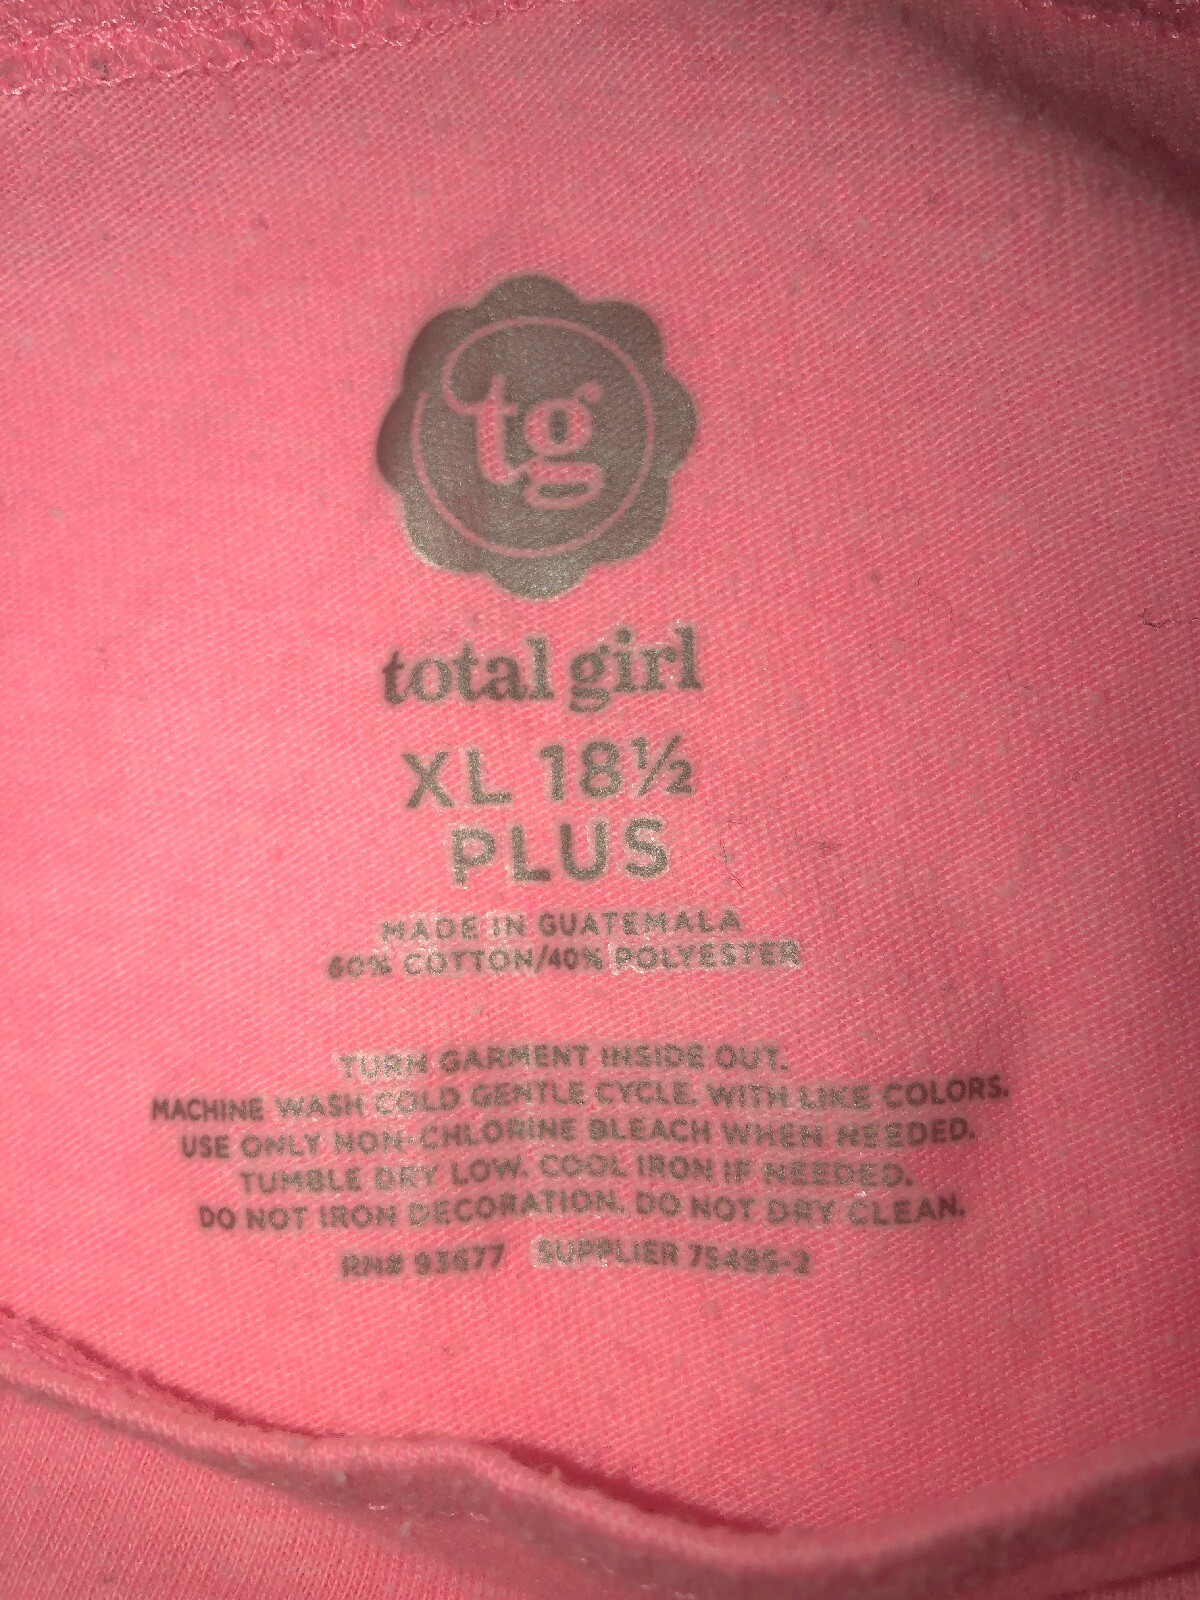 tg
total girl
XL 18½
PLUS
MADE IN GUATEMALA
60% COTTON/40% POLYESTER
TURN GARMENT INSIDE OUT.
MACHINE WASH COLD GENTLE CYCLE. WITH LIKE COLORS.
USE ONLY NON-CHLORINE BLEACH WHEN NEEDED.
TUMBLE DRY LOW. COOL IRON IF NEEDED.
DO NOT IRON DECORATION. DO NOT DRY CLEAN.
RN# 93677 SUPPLIER 75495-2